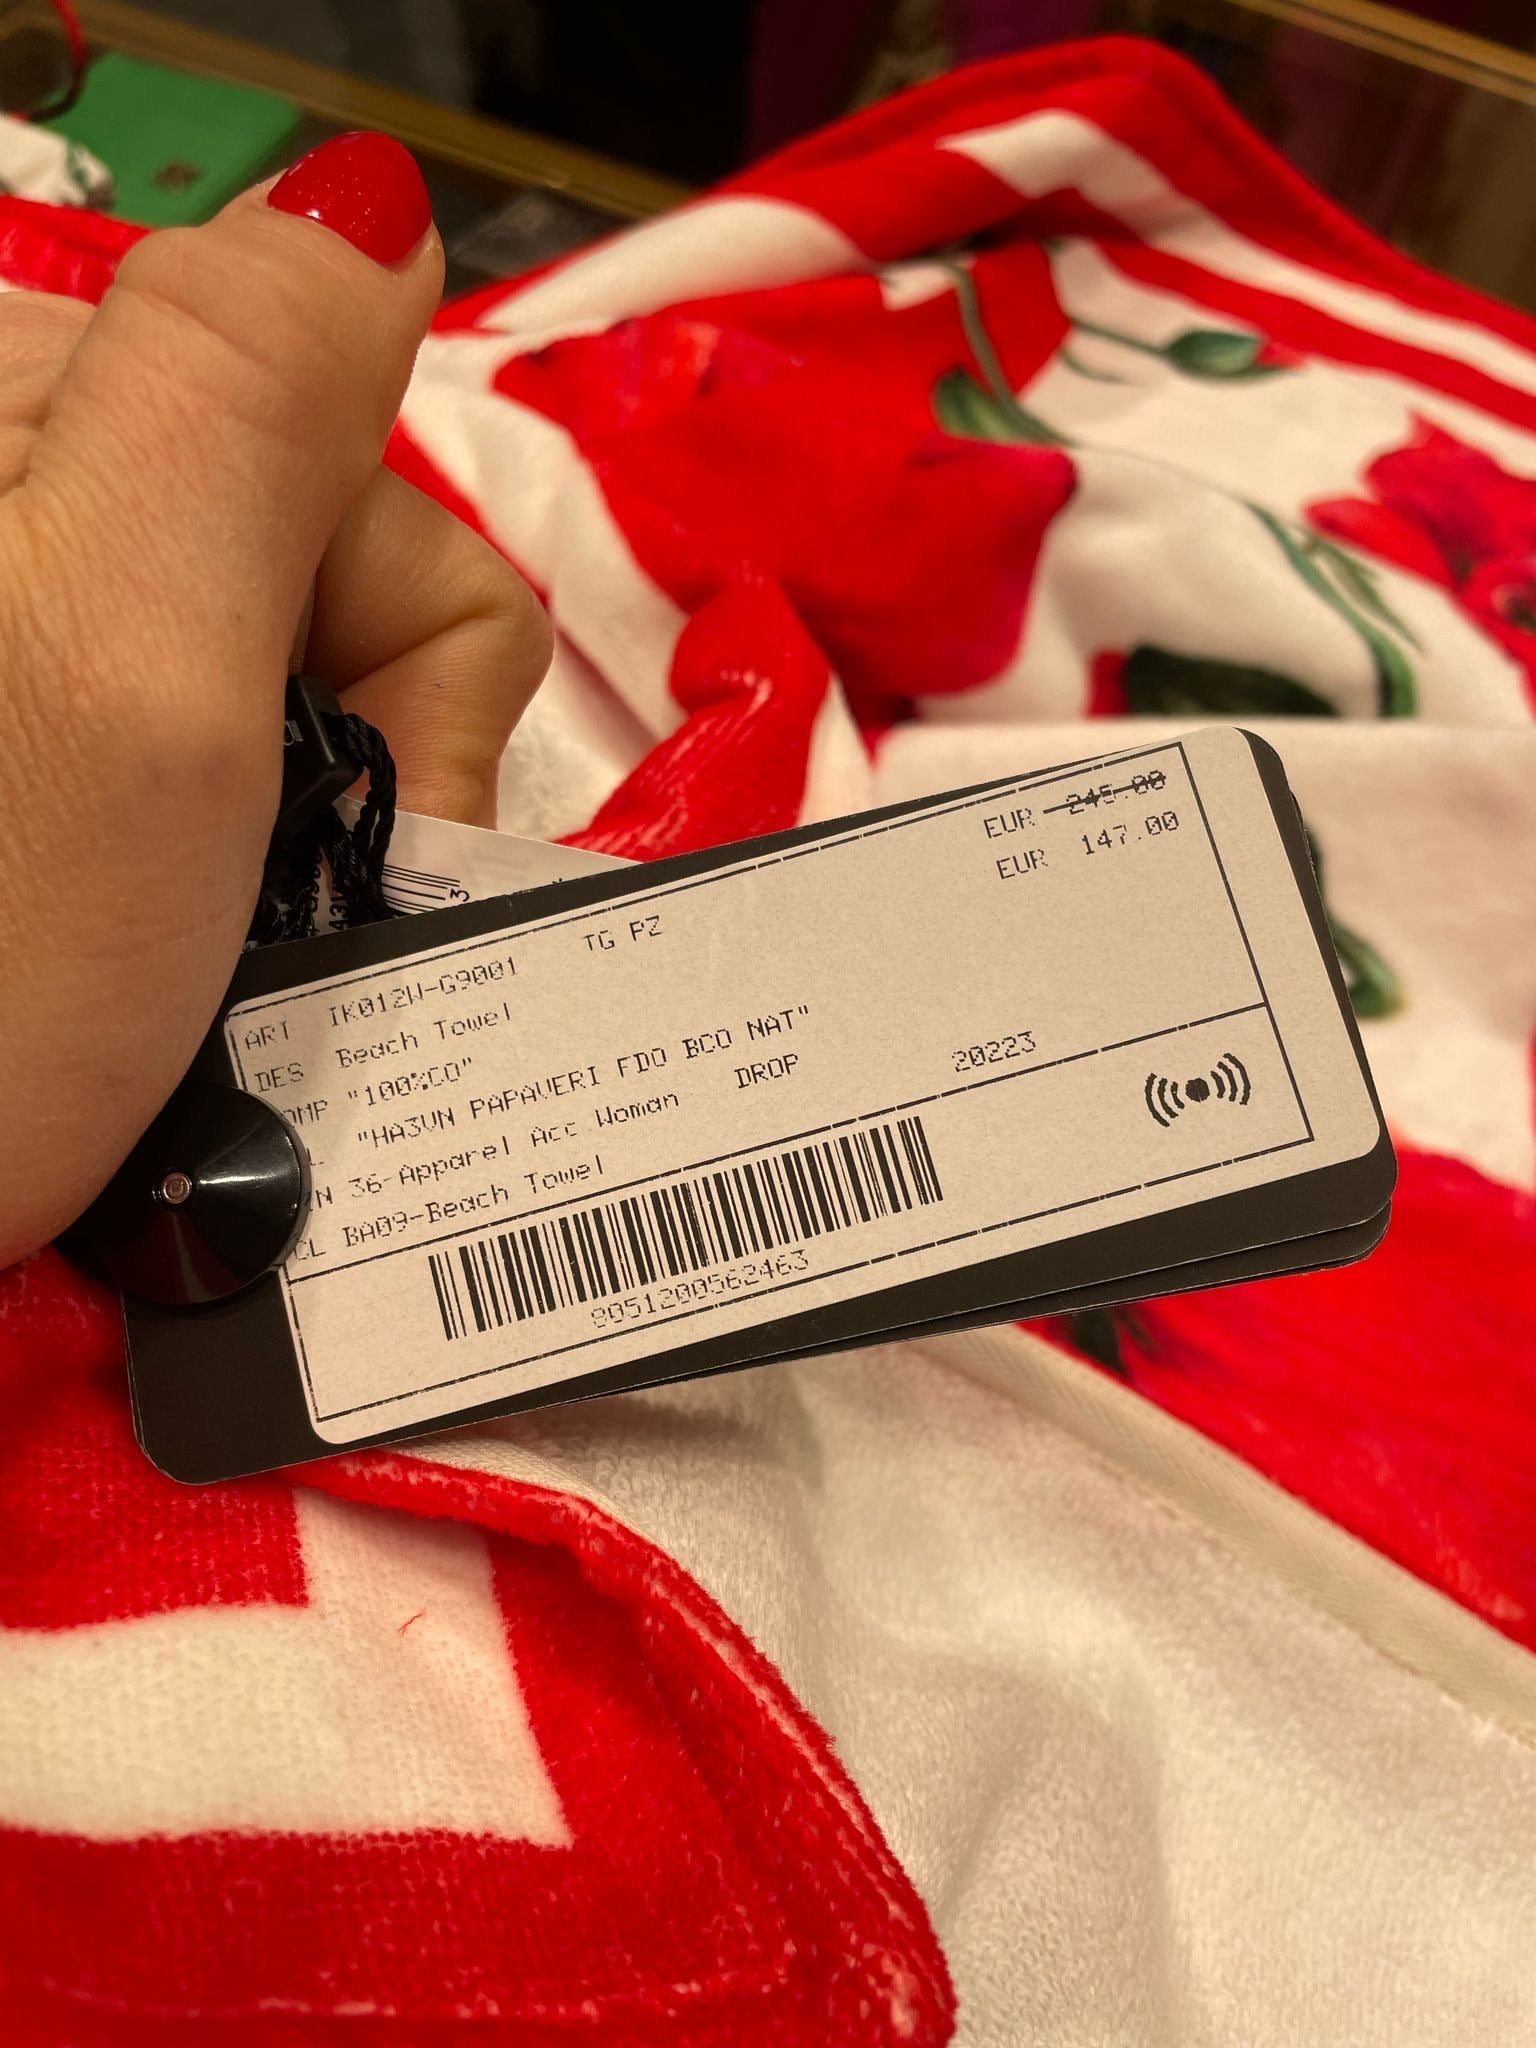 EUR 245.00
EUR 147.00
ART IK012W-G9001 TG PZ
DES Beach Towel
"100%CO"
"HA3VN PAPAVERI FDO BCO NAT"
36-Apparel Acc.Woman DROP 20223
CL BA09-Beach Towel
8051200562463